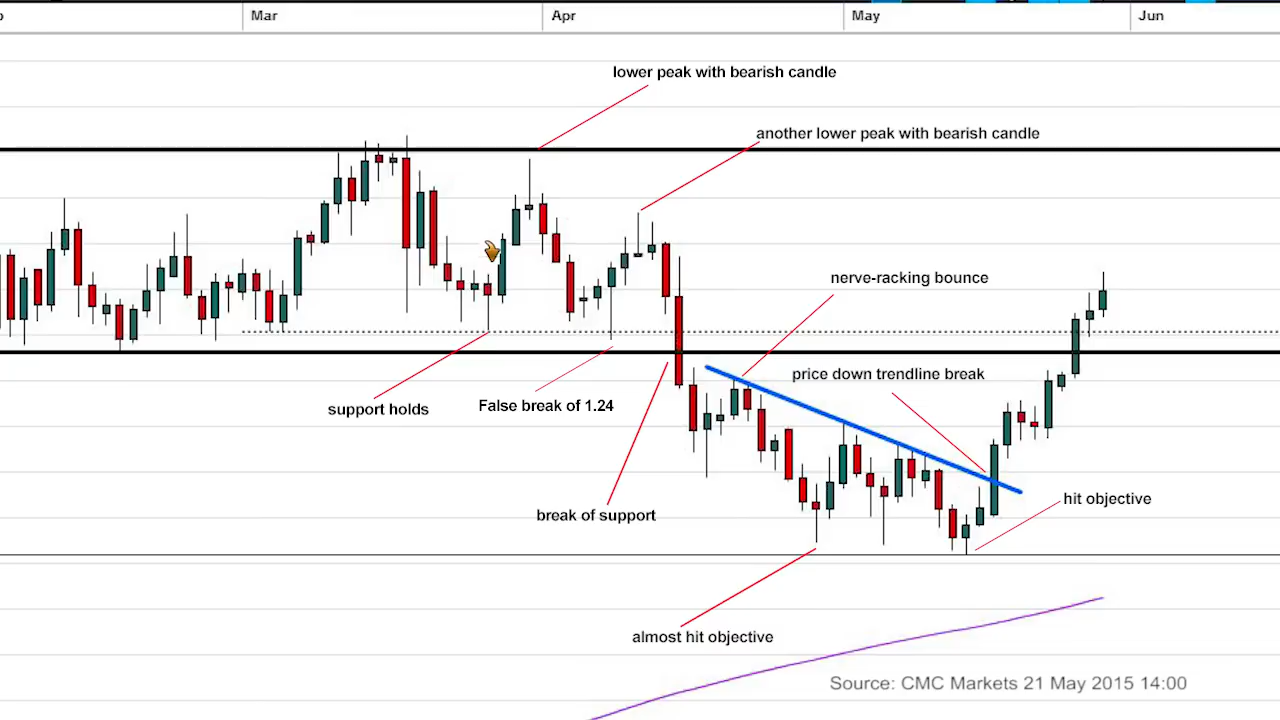 Mar
Apr
May
Jun
lower peak with bearish candle
another lower peak with bearish candle
nerve-racking bounce
price down trendline break
support holds
False break of 1.24
hit objective
break of support
almost hit objective
Source: CMC Markets 21 May 2015 14:00